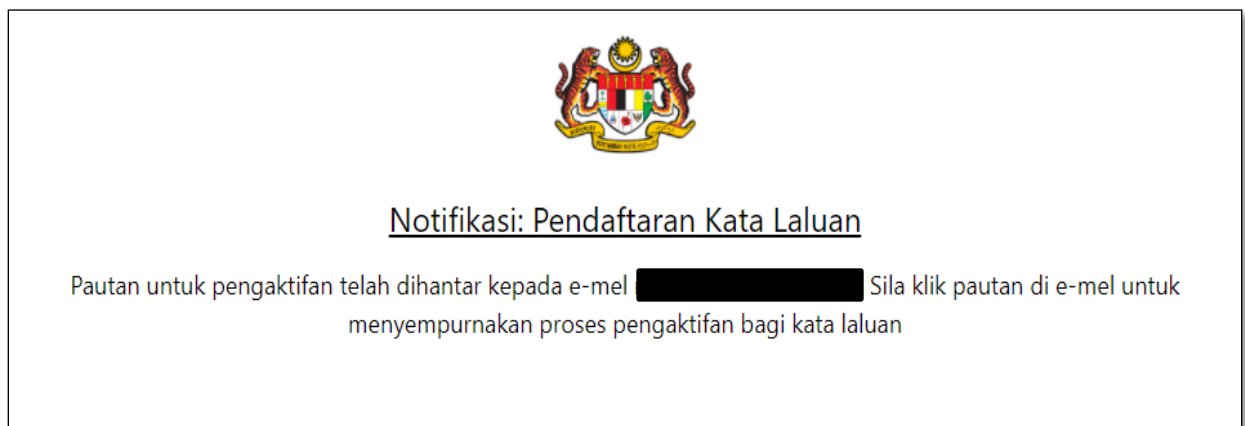 Notifikasi: Pendaftaran Kata Laluan
Pautan untuk pengaktifan telah dihantar kepada e-mel Sila klik pautan di e-mel untuk
menyempurnakan proses pengaktifan bagi kata laluan